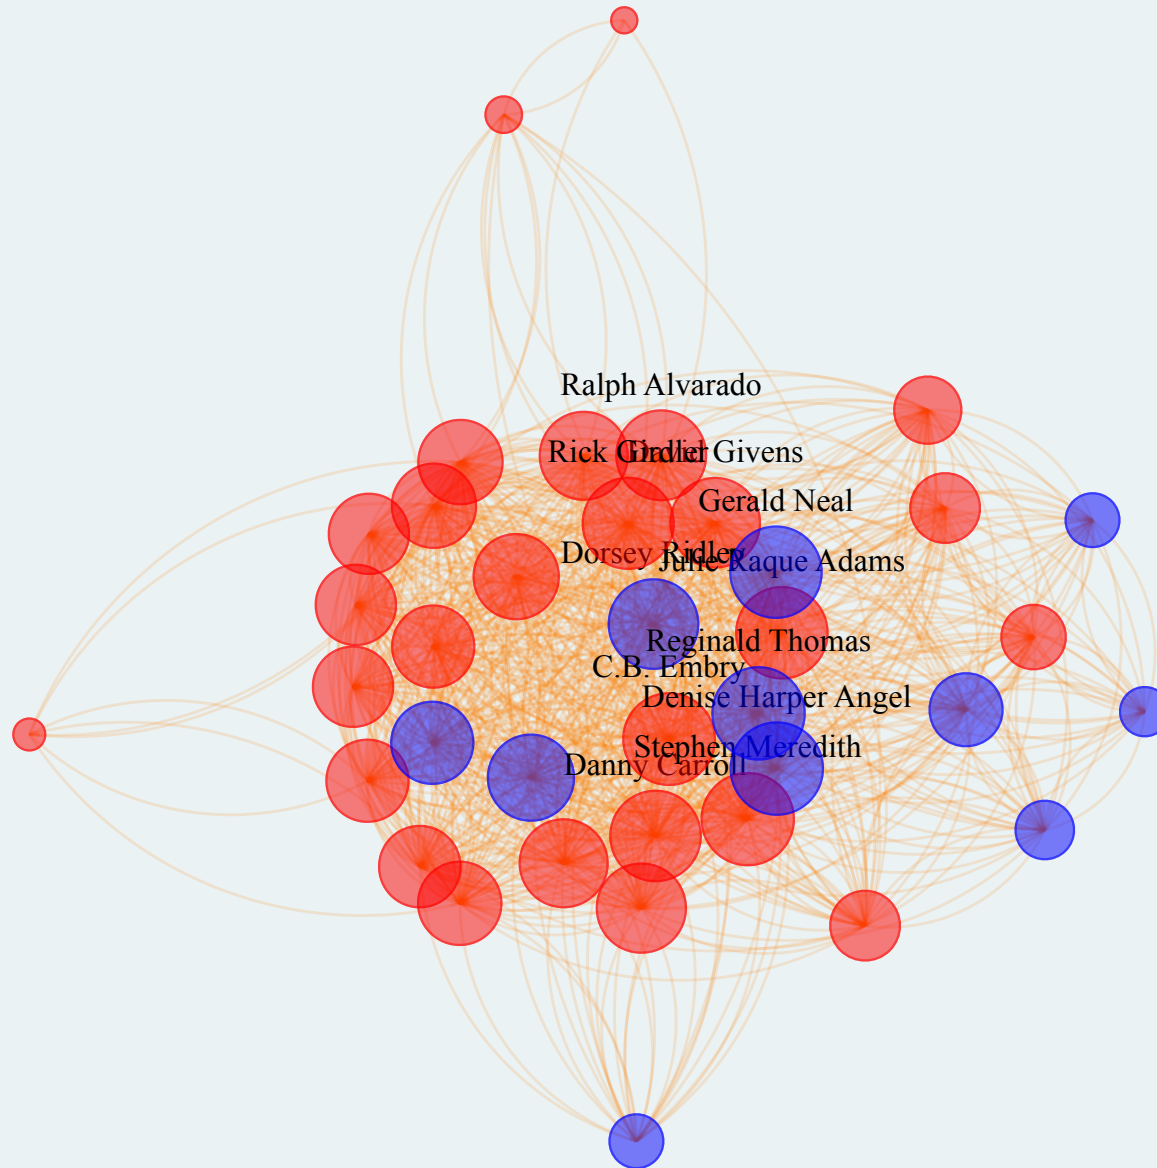 Ralph Alvarado
Rick Girdler
David Givens
Gerald Neal
Dorsey Ridley
Julie Raque Adams
Reginald Thomas
C.B. Embry
Denise Harper Angel
Stephen Meredith
Danny Carroll